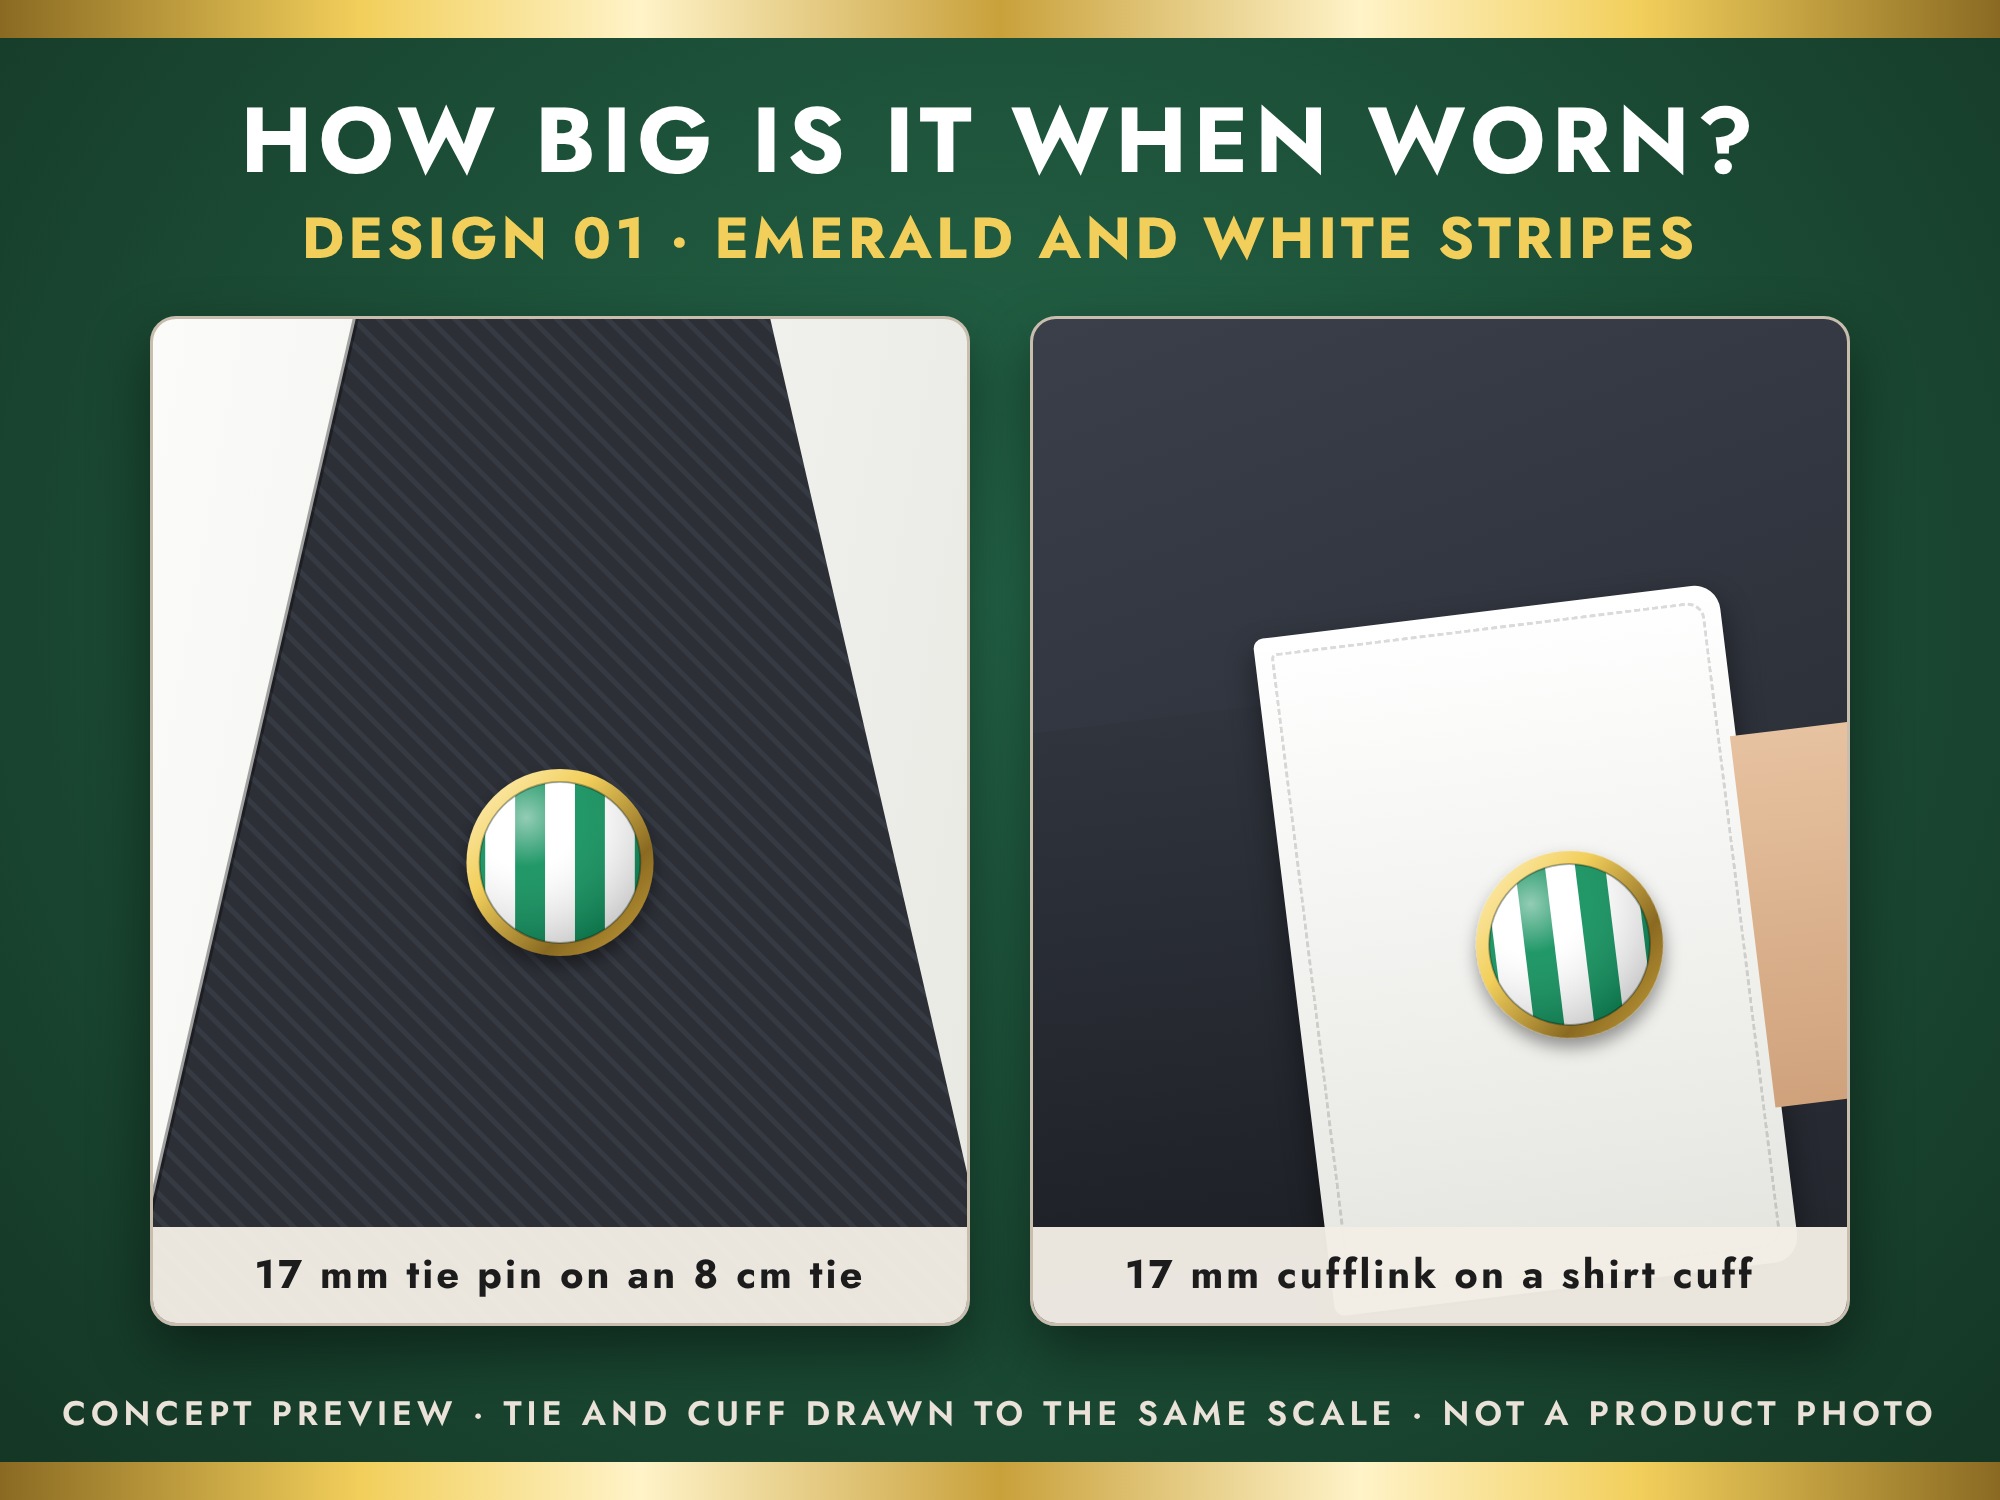 HOW BIG IS IT WHEN WORN?
DESIGN 01 · EMERALD AND WHITE STRIPES
17 mm tie pin on an 8 cm tie
17 mm cufflink on a shirt cuff
CONCEPT PREVIEW · TIE AND CUFF DRAWN TO THE SAME SCALE · NOT A PRODUCT PHOTO